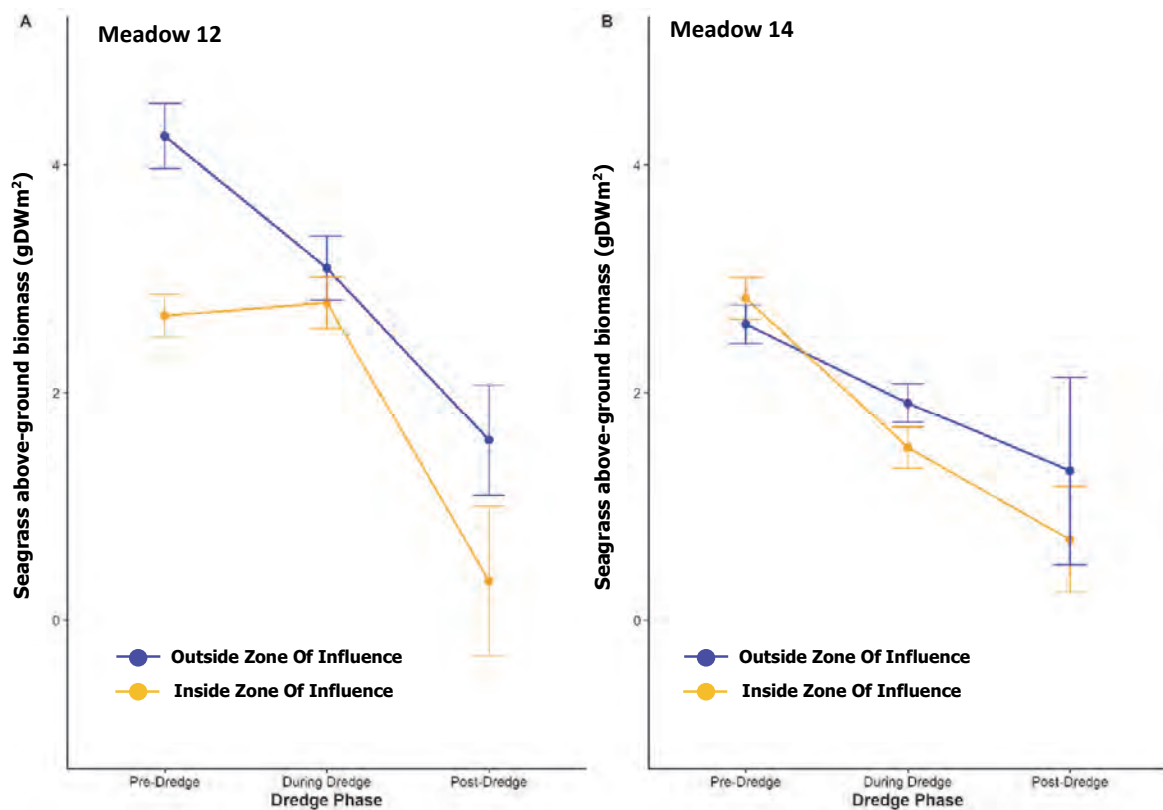 A
Meadow 12
Seagrass above-ground biomass (gDWm²)
4
2
0
Outside Zone Of Influence
Inside Zone Of Influence
Pre-Dredge
During Dredge
Post-Dredge
Dredge Phase
B
Meadow 14
Seagrass above-ground biomass (gDWm²)
4
2
0
Outside Zone Of Influence
Inside Zone Of Influence
Pre-Dredge
During Dredge
Post-Dredge
Dredge Phase